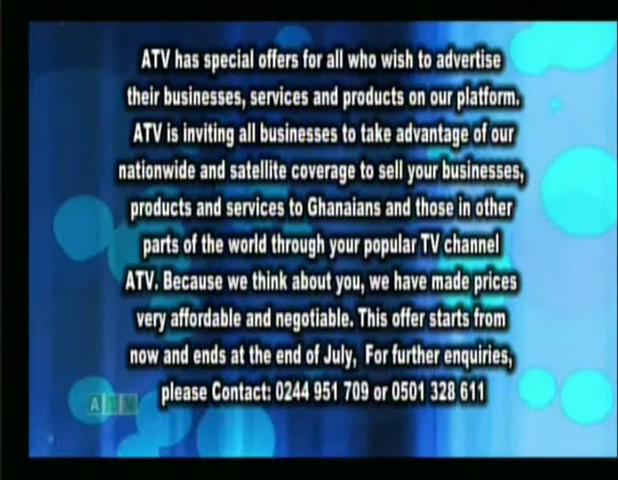 ATV has special offers for all who wish to advertise
their businesses, services and products on our platform.
ATV is inviting all businesses to take advantage of our
nationwide and satellite coverage to sell your businesses,
products and services to Ghanaians and those in other
parts of the world through your popular TV channel
ATV. Because we think about you, we have made prices
very affordable and negotiable. This offer starts from
now and ends at the end of July,  For further enquiries,
please Contact: 0244 951 709 or 0501 328 611
A